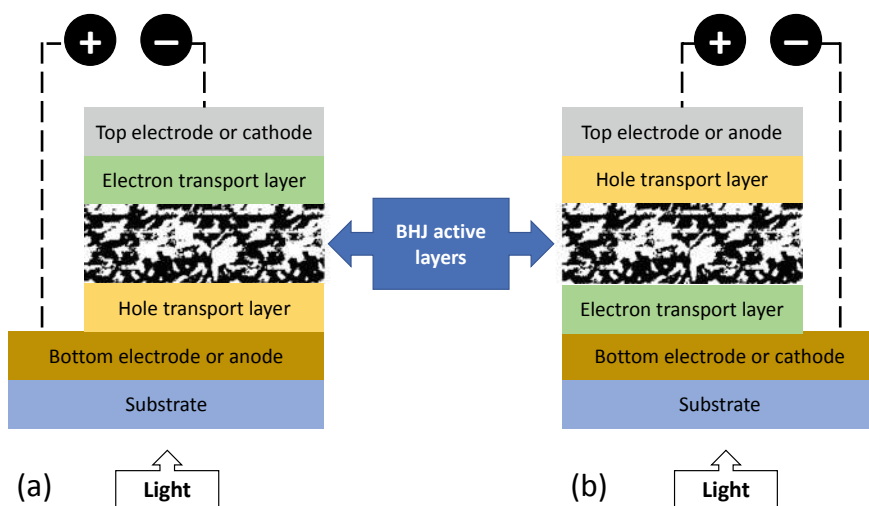 + −
Top electrode or cathode
Electron transport layer
Hole transport layer
Bottom electrode or anode
Substrate
(a)
Light
BHJ active
layers
+ −
Top electrode or anode
Hole transport layer
Electron transport layer
Bottom electrode or cathode
Substrate
(b)
Light